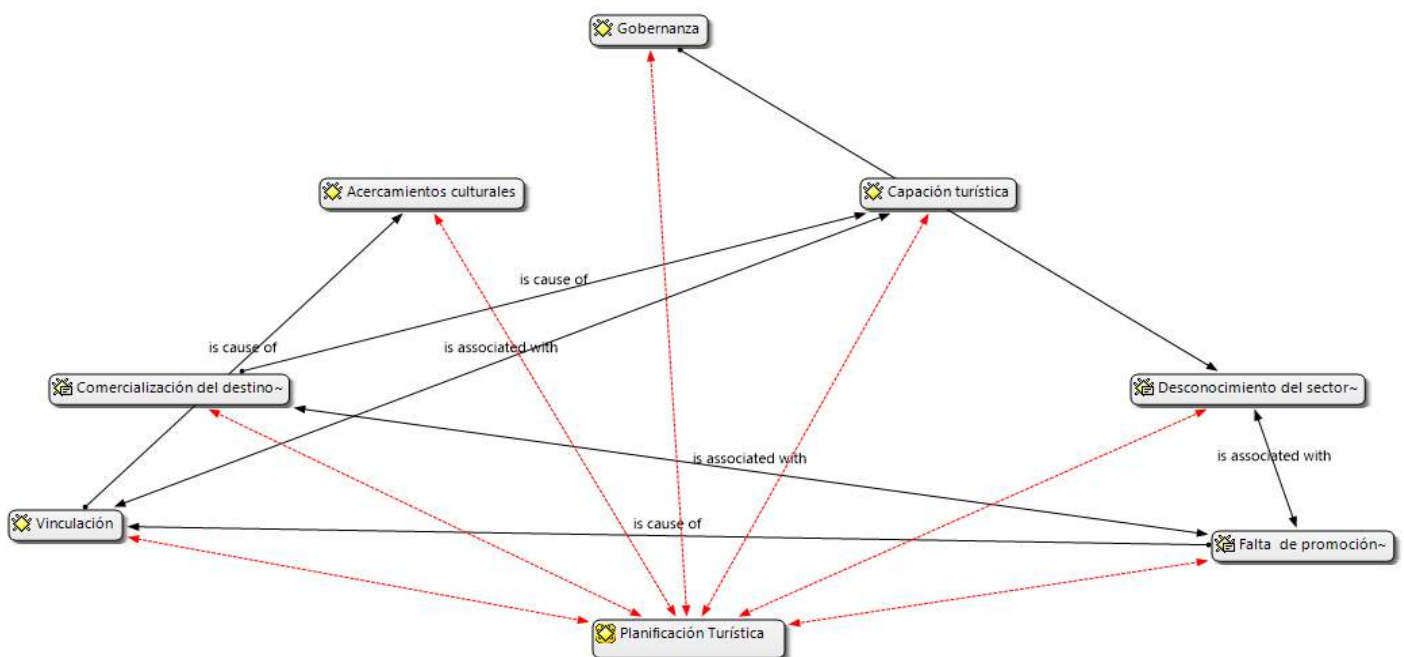 Gobernanza
Acercamientos culturales
Capación turística
is cause of
is cause of
is associated with
Comercialización del destino~
Desconocimiento del sector~
is associated with
is associated with
Vinculación
is cause of
Falta  de promoción~
Planificación Turística